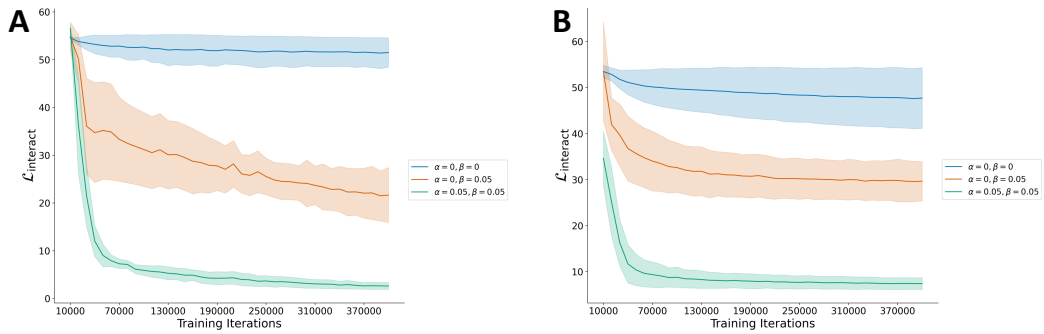 A
60
50
40
30
20
10
0
ℒinteract
10000 70000 130000 190000 250000 310000 370000
Training Iterations
α = 0, β = 0
α = 0, β = 0.05
α = 0.05, β = 0.05
B
60
50
40
30
20
10
ℒinteract
10000 70000 130000 190000 250000 310000 370000
Training Iterations
α = 0, β = 0
α = 0, β = 0.05
α = 0.05, β = 0.05